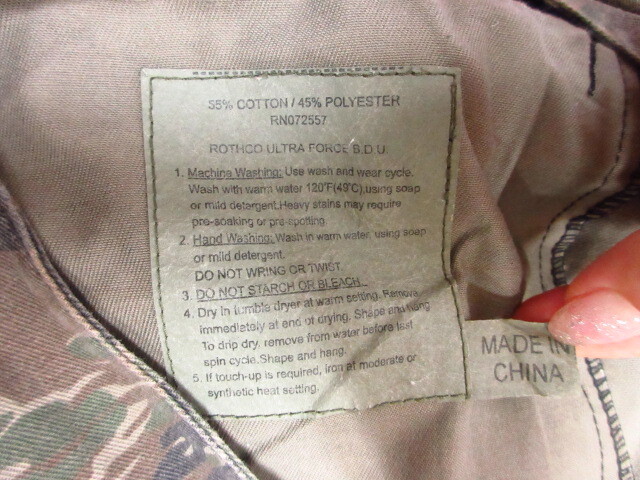 55% COTTON / 45% POLYESTER
RN072557
ROTHCO ULTRA FORCE B.D.U.
1. Machine Washing: Use wash and wear cycle.
Wash with warm water 120°F(49°C),using soap
or mild detergent.Heavy stains may require
pre-soaking or pre-spotting.
2. Hand Washing: Wash in warm water, using soap
or mild detergent.
DO NOT WRING OR TWIST.
3. DO NOT STARCH OR BLEACH.
4. Dry in tumble dryer at warm setting. Remove
immediately at end of drying. Shape and hang
To drip dry, remove from water before last
spin cycle.Shape and hang.
5. If touch-up is required, iron at moderate or
synthetic heat setting.
MADE IN
CHINA